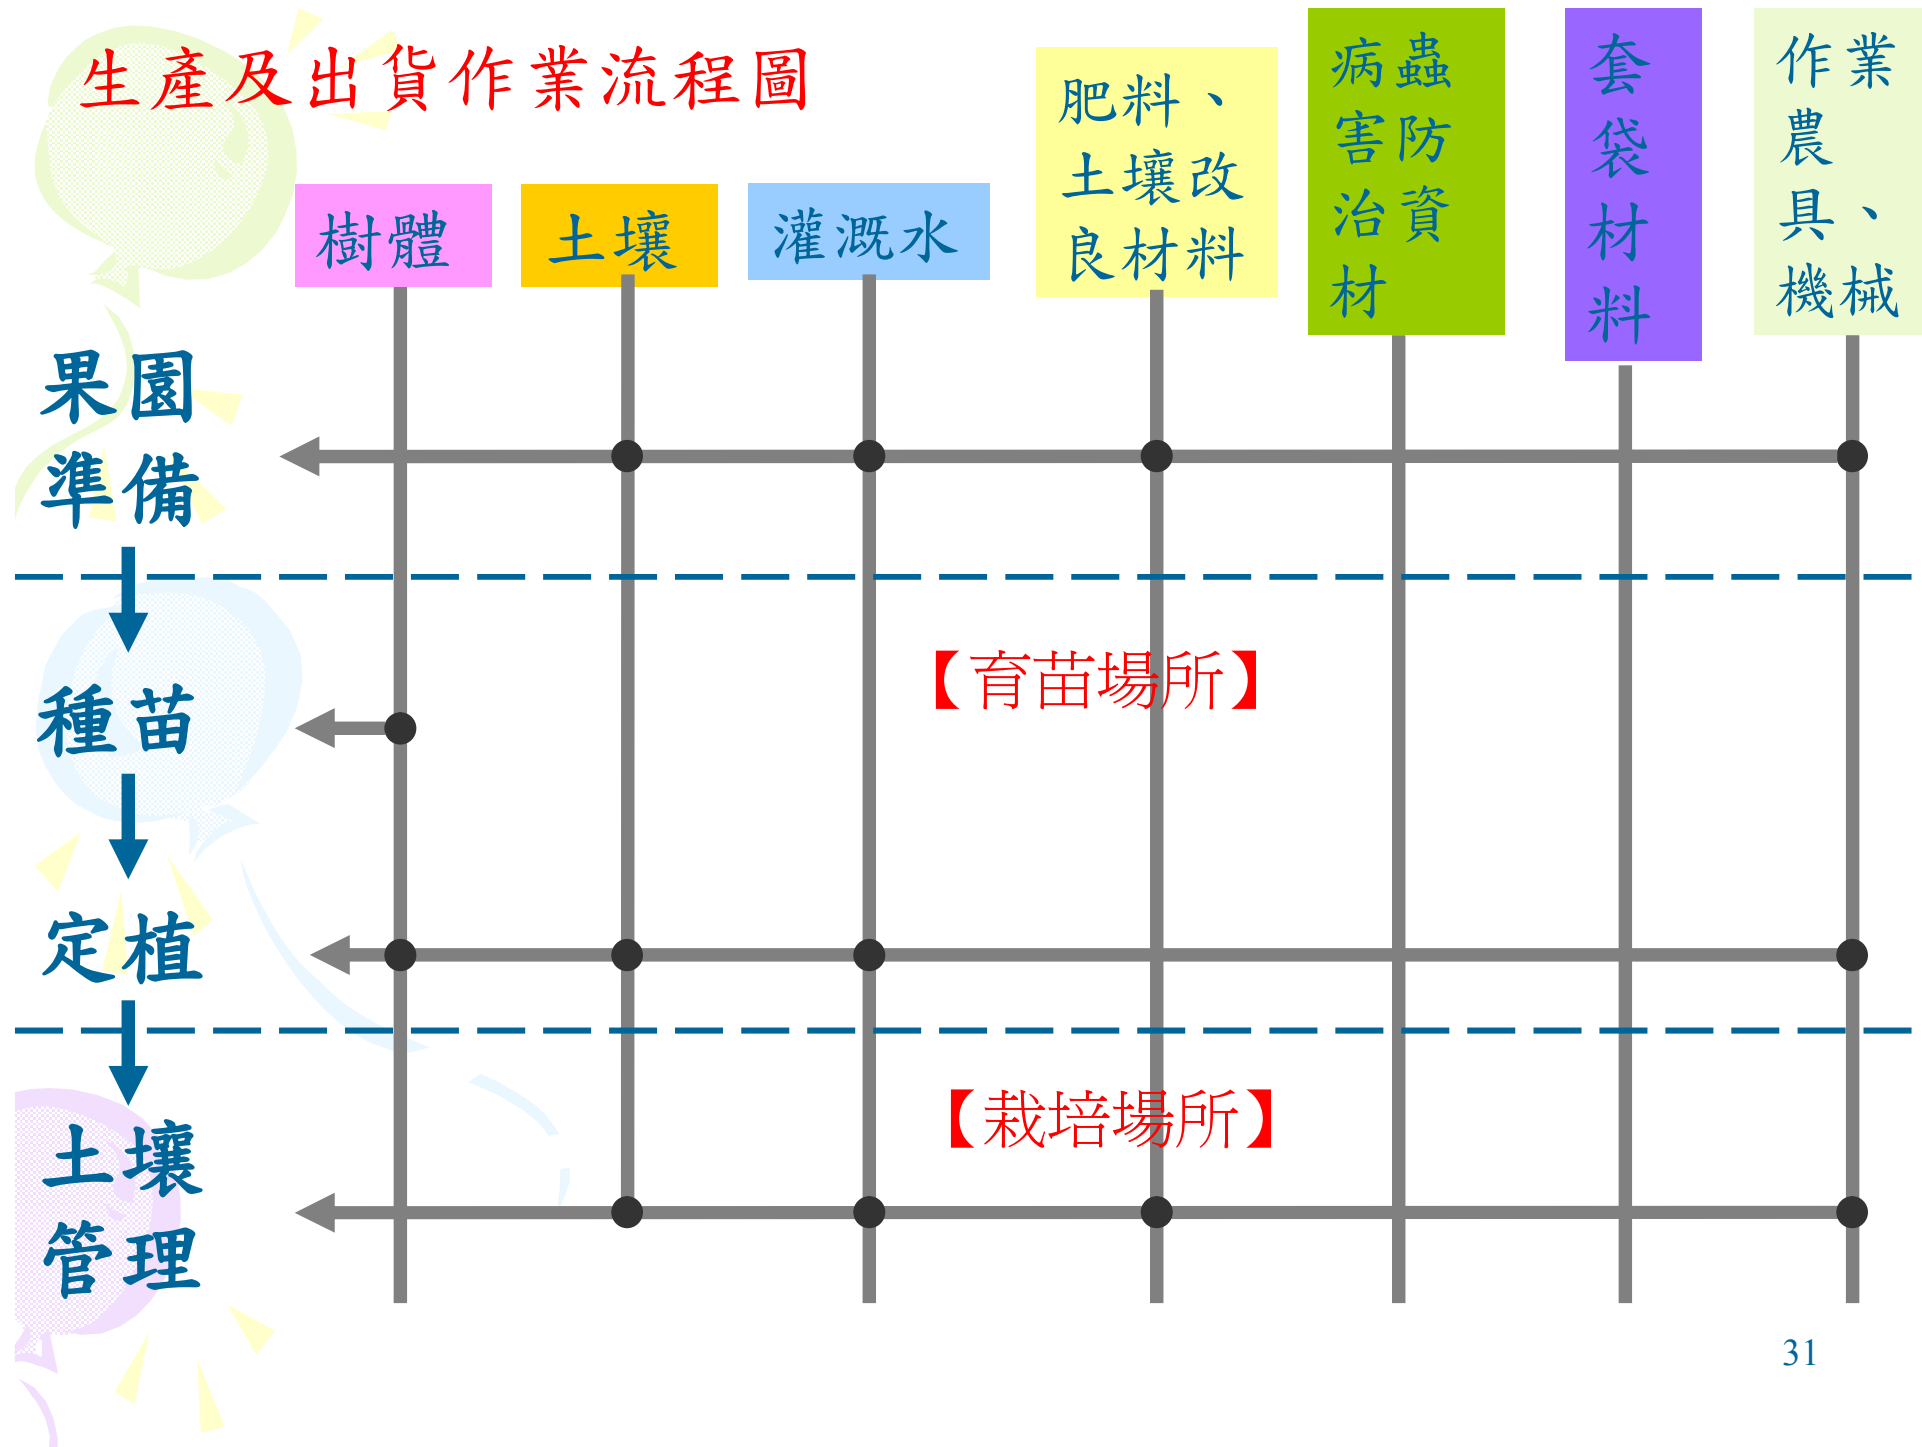 生產及出貨作業流程圖
樹體
土壤
灌溉水
肥料、
土壤改
良材料
病蟲
害防
治資
材
套
袋
材
料
作業
農
具、
機械
果園
準備
【育苗場所】
種苗
定植
【栽培場所】
土壤
管理
31